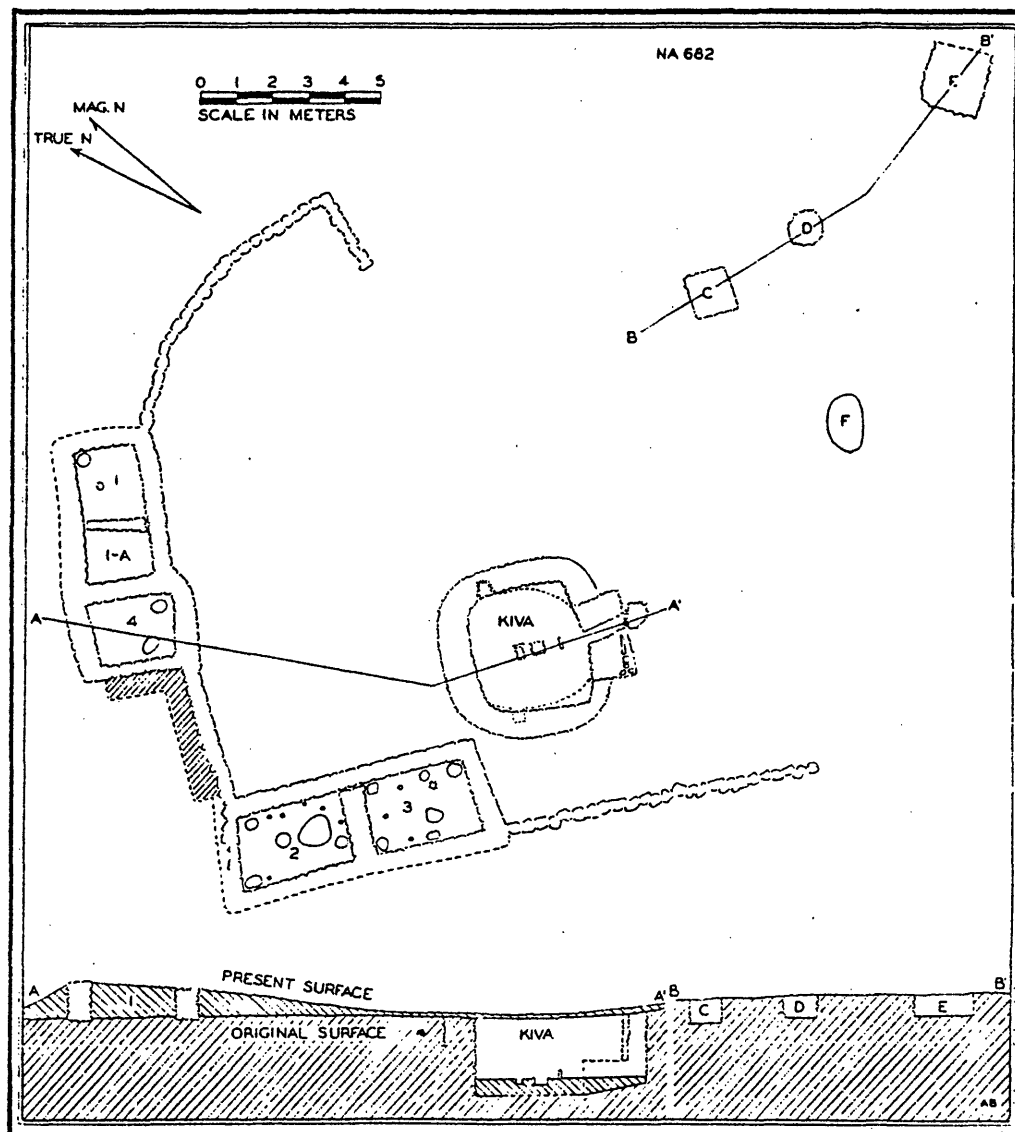 NA 682
0 1 2 3 4 5
SCALE IN METERS
MAG. N
TRUE N
B'
E
D
C
B
F
1
1-A
4
A
KIVA
A'
3
2
A
PRESENT SURFACE
A'
B
B'
1
C
D
E
ORIGINAL SURFACE
KIVA
AB